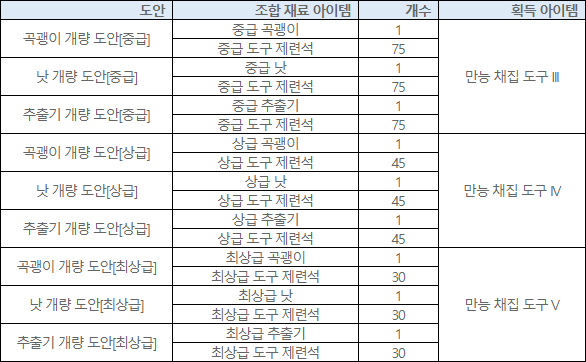 도안 조합 재료 아이템 개수 획득 아이템
곡괭이 개량 도안[중급] 중급 곡괭이 1 만능 채집 도구 Ⅲ
중급 도구 제련석 75
낫 개량 도안[중급] 중급 낫 1
중급 도구 제련석 75
추출기 개량 도안[중급] 중급 추출기 1
중급 도구 제련석 75
곡괭이 개량 도안[상급] 상급 곡괭이 1 만능 채집 도구 Ⅳ
상급 도구 제련석 45
낫 개량 도안[상급] 상급 낫 1
상급 도구 제련석 45
추출기 개량 도안[상급] 상급 추출기 1
상급 도구 제련석 45
곡괭이 개량 도안[최상급] 최상급 곡괭이 1 만능 채집 도구 Ⅴ
최상급 도구 제련석 30
낫 개량 도안[최상급] 최상급 낫 1
최상급 도구 제련석 30
추출기 개량 도안[최상급] 최상급 추출기 1
최상급 도구 제련석 30